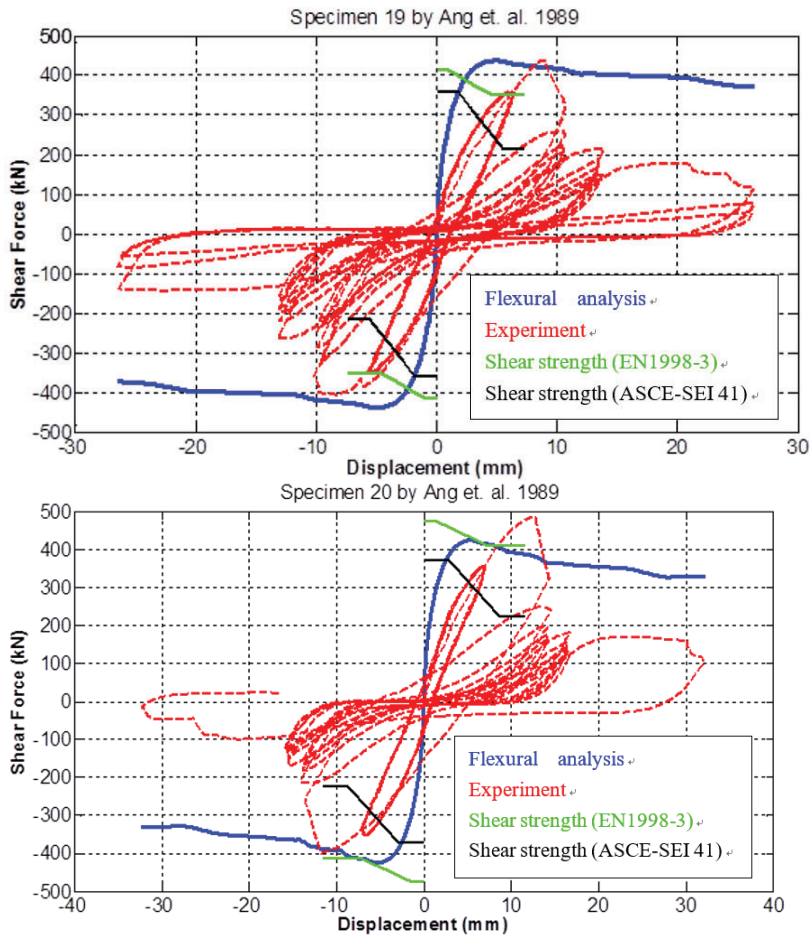 Specimen 19 by Ang et. al. 1989
500
400
300
200
100
0
-100
-200
-300
-400
-500
Shear Force (kN)
Flexural analysis
Experiment
Shear strength (EN1998-3)
Shear strength (ASCE-SEI 41)
-30 -20 -10 0 10 20 30
Displacement (mm)
Specimen 20 by Ang et. al. 1989
500
400
300
200
100
0
-100
-200
-300
-400
-500
Shear Force (kN)
Flexural analysis
Experiment
Shear strength (EN1998-3)
Shear strength (ASCE-SEI 41)
-40 -30 -20 -10 0 10 20 30 40
Displacement (mm)